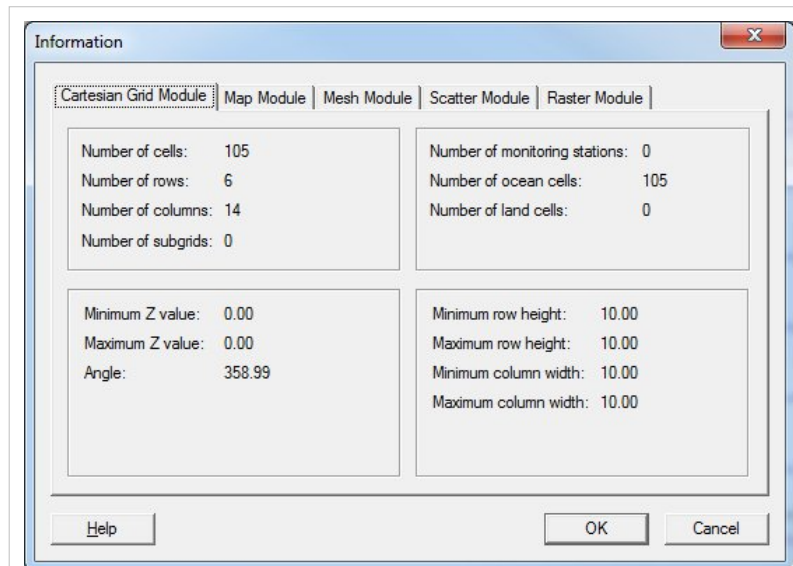 Information
Cartesian Grid Module Map Module Mesh Module Scatter Module Raster Module
Number of cells: 105
Number of rows: 6
Number of columns: 14
Number of subgrids: 0
Number of monitoring stations: 0
Number of ocean cells: 105
Number of land cells: 0
Minimum Z value: 0.00
Maximum Z value: 0.00
Angle: 358.99
Minimum row height: 10.00
Maximum row height: 10.00
Minimum column width: 10.00
Maximum column width: 10.00
Help OK Cancel